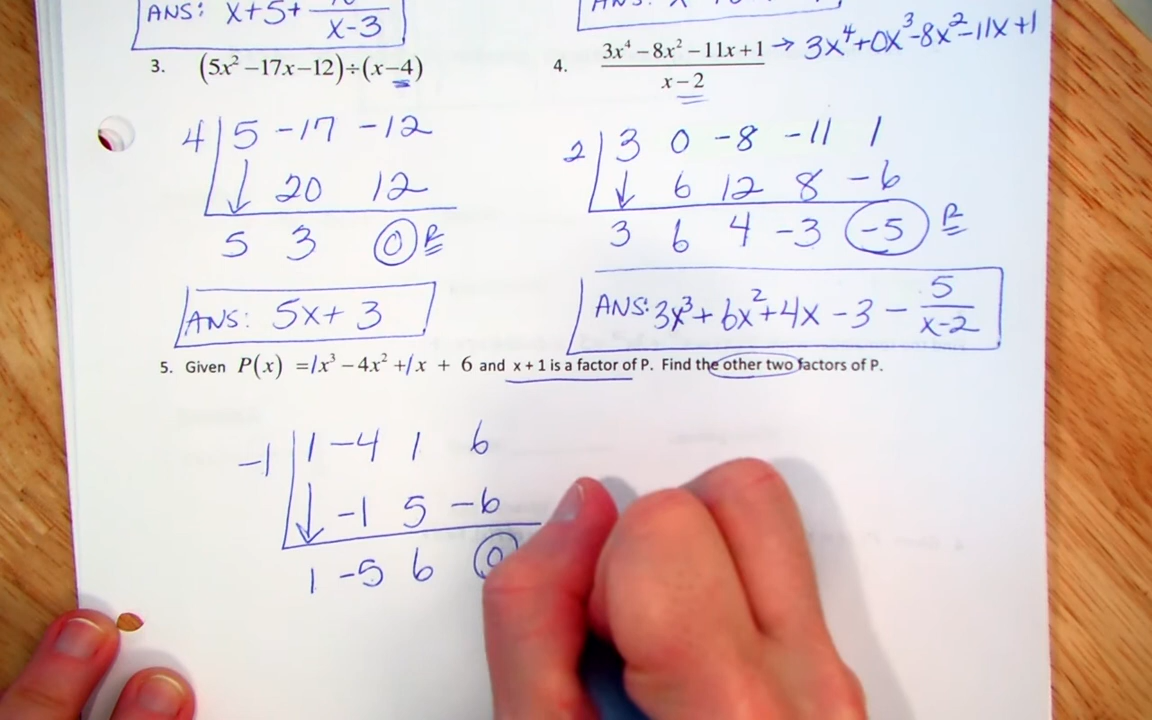 ANS: x+5+ ―/x-3
3. (5x² −17x−12)÷(x−4)
4. 3x⁴ −8x² −11x+1 / x−2 → 3x⁴+0x³-8x²-11x+1
4 | 5 -17 -12
↓ 20 12
5 3 0 R
ANS: 5x+3
2 | 3 0 -8 -11 1
↓ 6 12 8 -6
3 6 4 -3 -5 R
ANS: 3x³+6x²+4x-3-5/x-2
5. Given P(x) =1x³ −4x² +1x + 6 and x + 1 is a factor of P. Find the other two factors of P.
-1 | 1 -4 1 6
↓ -1 5 -6
1 -5 6 0